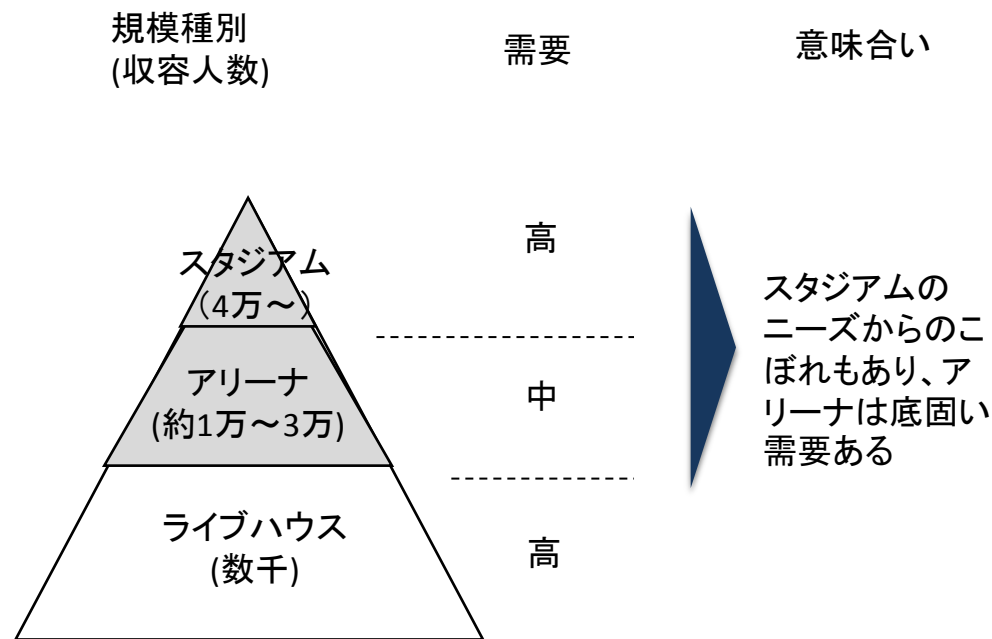 規模種別
(収容人数)
需要
意味合い
スタジアム
（4万～）
高
アリーナ
(約1万～3万)
中
ライブハウス
(数千)
高
スタジアムの
ニーズからのこ
ぼれもあり、ア
リーナは底固い
需要ある